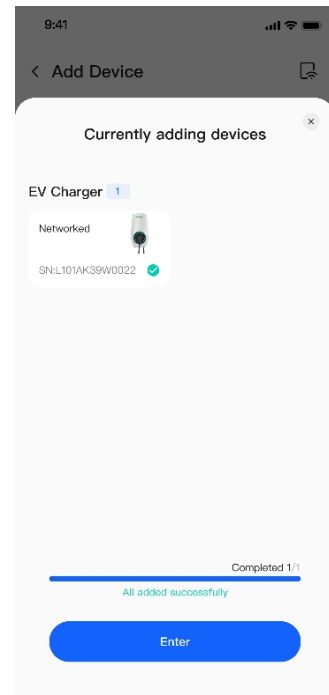 9:41
Add Device
Currently adding devices
EV Charger 1
Networked
SN:L101AK39W0022
Completed 1/1
All added successfully
Enter